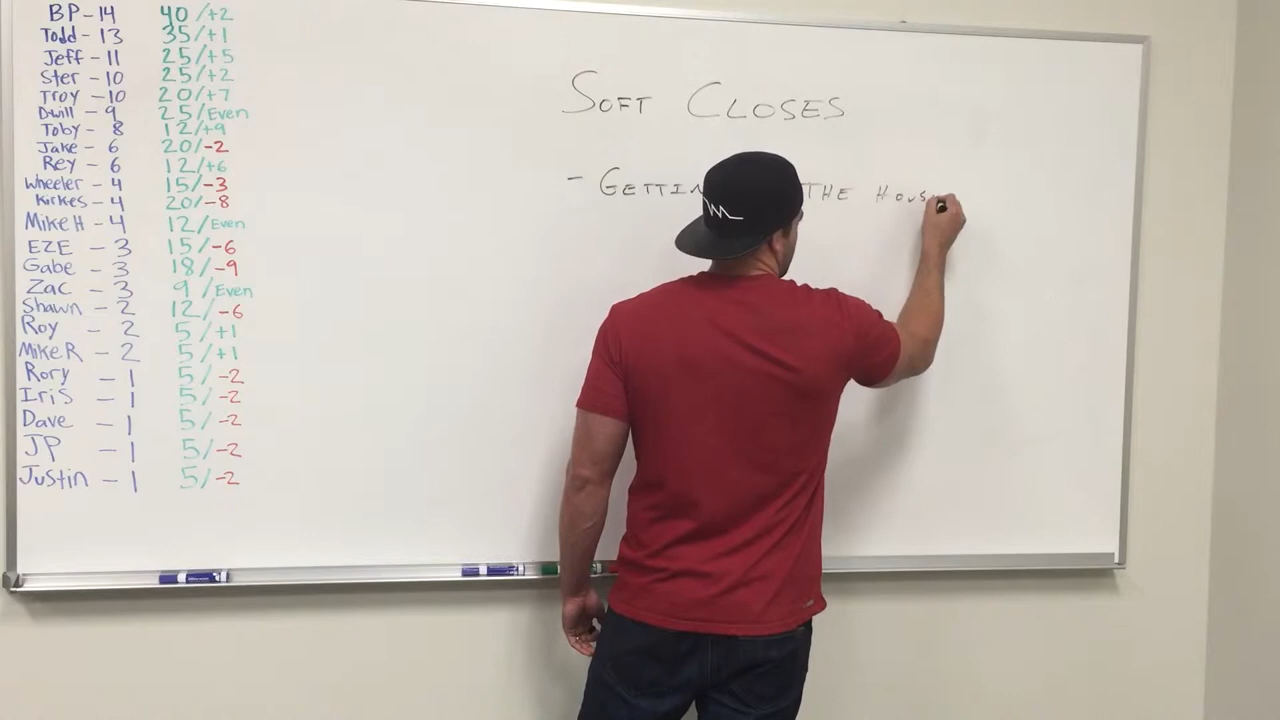 BP - 14 40/+2
Todd - 13 35/+1
Jeff - 11 25/+5
Ster - 10 25/+2
Troy - 10 20/+7
Dwill - 9 25/Even
Toby - 8 12/+9
Jake - 6 20/-2
Rey - 6 12/+6
Wheeler - 4 15/-3
Kirkes - 4 20/-8
Mike H - 4 12/Even
EZE - 3 15/-6
Gabe - 3 18/-9
Zac - 3 9/Even
Shawn - 2 12/-6
Roy - 2 5/+1
Mike R - 2 5/+1
Rory - 1 5/-2
Iris - 1 5/-2
Dave - 1 5/-2
JP - 1 5/-2
Justin - 1 5/-2
SOFT CLOSES
- GETTIN THE HOUS